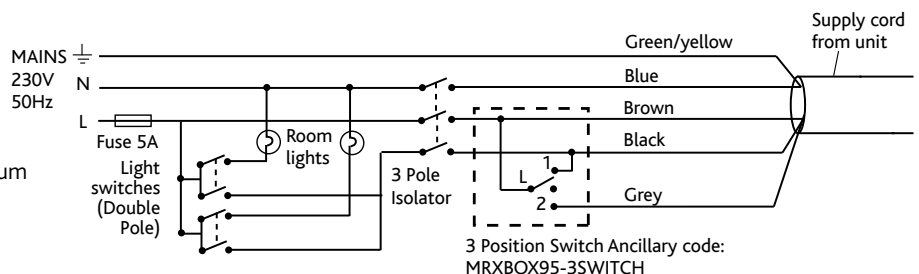 Supply cord
from unit
MAINS
230V
50Hz
N
L
Green/yellow
Blue
Brown
Black
Grey
Fuse 5A
Room
lights
um
Light
switches
(Double
Pole)
3 Pole
Isolator
1
L
2
3 Position Switch Ancillary code:
MRXBOX95-3SWITCH